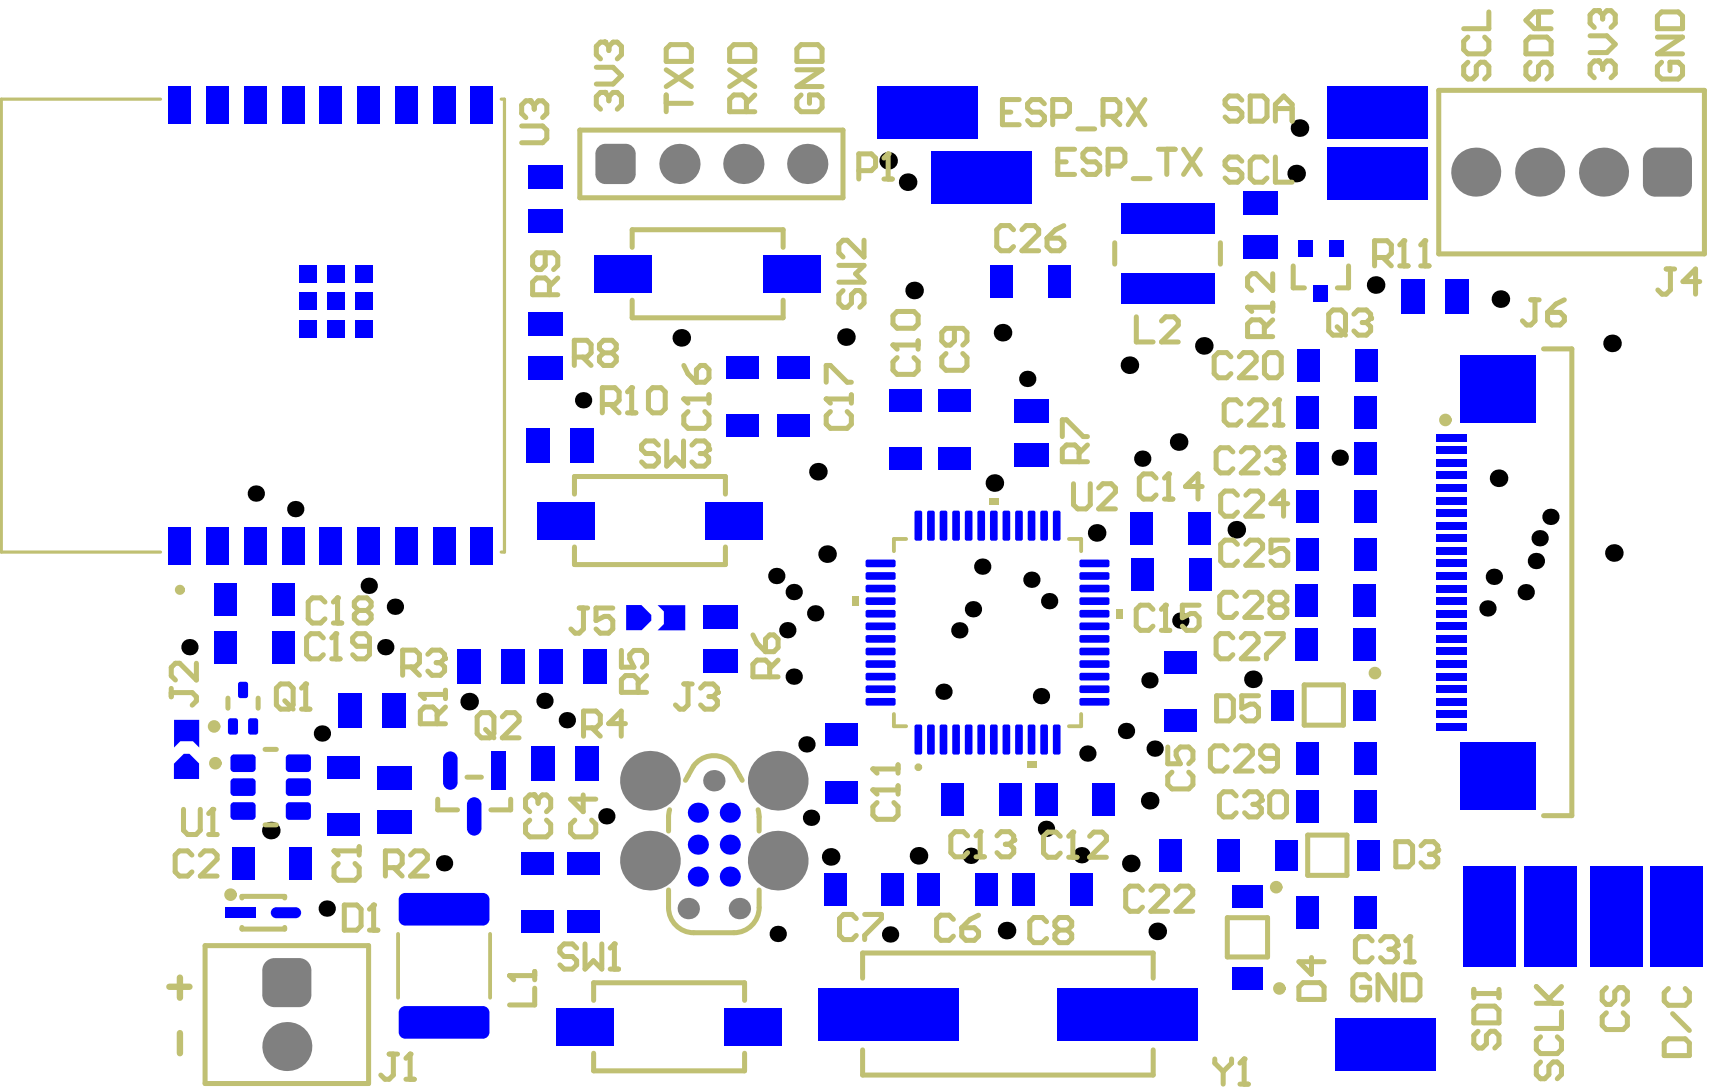 3V3
TXD
RXD
GND
SCL
SDA
3V3
GND
U3
P1
ESP_RX
ESP_TX
SDA
SCL
R9
SW2
C26
L2
R12
R11
Q3
J4
J6
R8
R10
C16
C17
C10
C9
R7
SW3
U2
C14
C15
C20
C21
C23
C24
C25
C28
C27
C18
C19
J2
Q1
R3
R1
Q2
R5
R4
J5
R6
J3
D5
C29
C30
C5
C11
U1
C2
C1
R2
C3
C4
C13
C12
D3
C22
D1
C7
C6
C8
SW1
L1
D4
C31
GND
+
-
J1
Y1
SDI
SCLK
CS
D/C